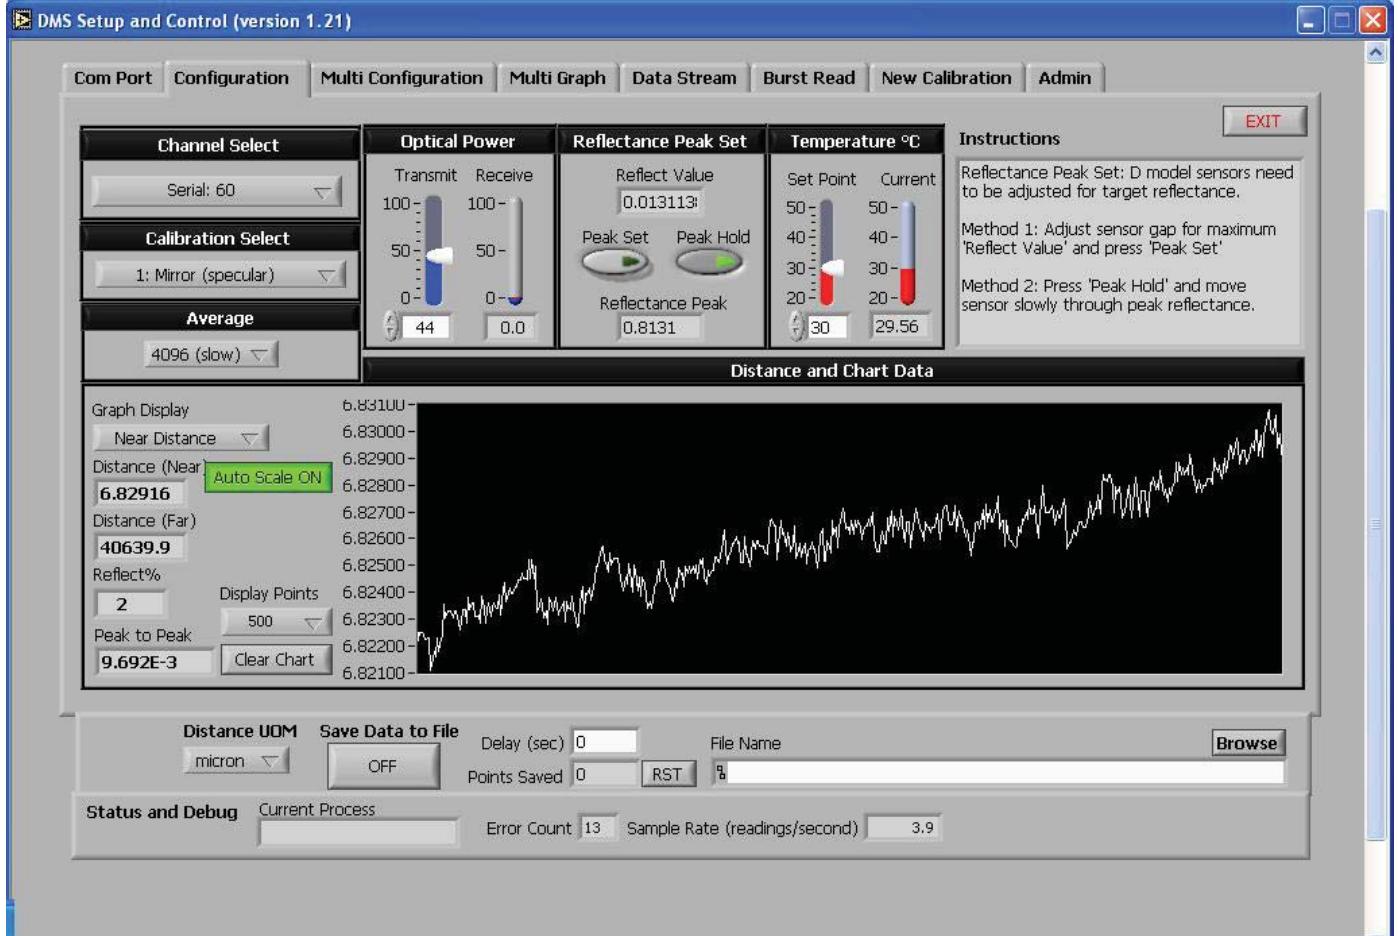 DMS Setup and Control (version 1.21)
Com Port Configuration Multi Configuration Multi Graph Data Stream Burst Read New Calibration Admin
EXIT
Channel Select
Serial: 60
Calibration Select
1: Mirror (specular)
Average
4096 (slow)
Optical Power
Transmit Receive
100 100
50 50
0 0
44 0.0
Reflectance Peak Set
Reflect Value
0.013113
Peak Set Peak Hold
Reflectance Peak
0.8131
Temperature °C
Set Point Current
50 50
40 40
30 30
20 20
30 29.56
Instructions
Reflectance Peak Set: D model sensors need
to be adjusted for target reflectance.
Method 1: Adjust sensor gap for maximum
'Reflect Value' and press 'Peak Set'
Method 2: Press 'Peak Hold' and move
sensor slowly through peak reflectance.
Distance and Chart Data
Graph Display
Near Distance
Distance (Near)
Auto Scale ON
6.82916
Distance (Far)
40639.9
Reflect%
2
Display Points
500
Peak to Peak
9.692E-3
Clear Chart
6.83100
6.83000
6.82900
6.82800
6.82700
6.82600
6.82500
6.82400
6.82300
6.82200
6.82100
Distance UOM
micron
Save Data to File
OFF
Delay (sec) 0
Points Saved 0 RST
File Name
Browse
Status and Debug
Current Process
Error Count 13
Sample Rate (readings/second) 3.9